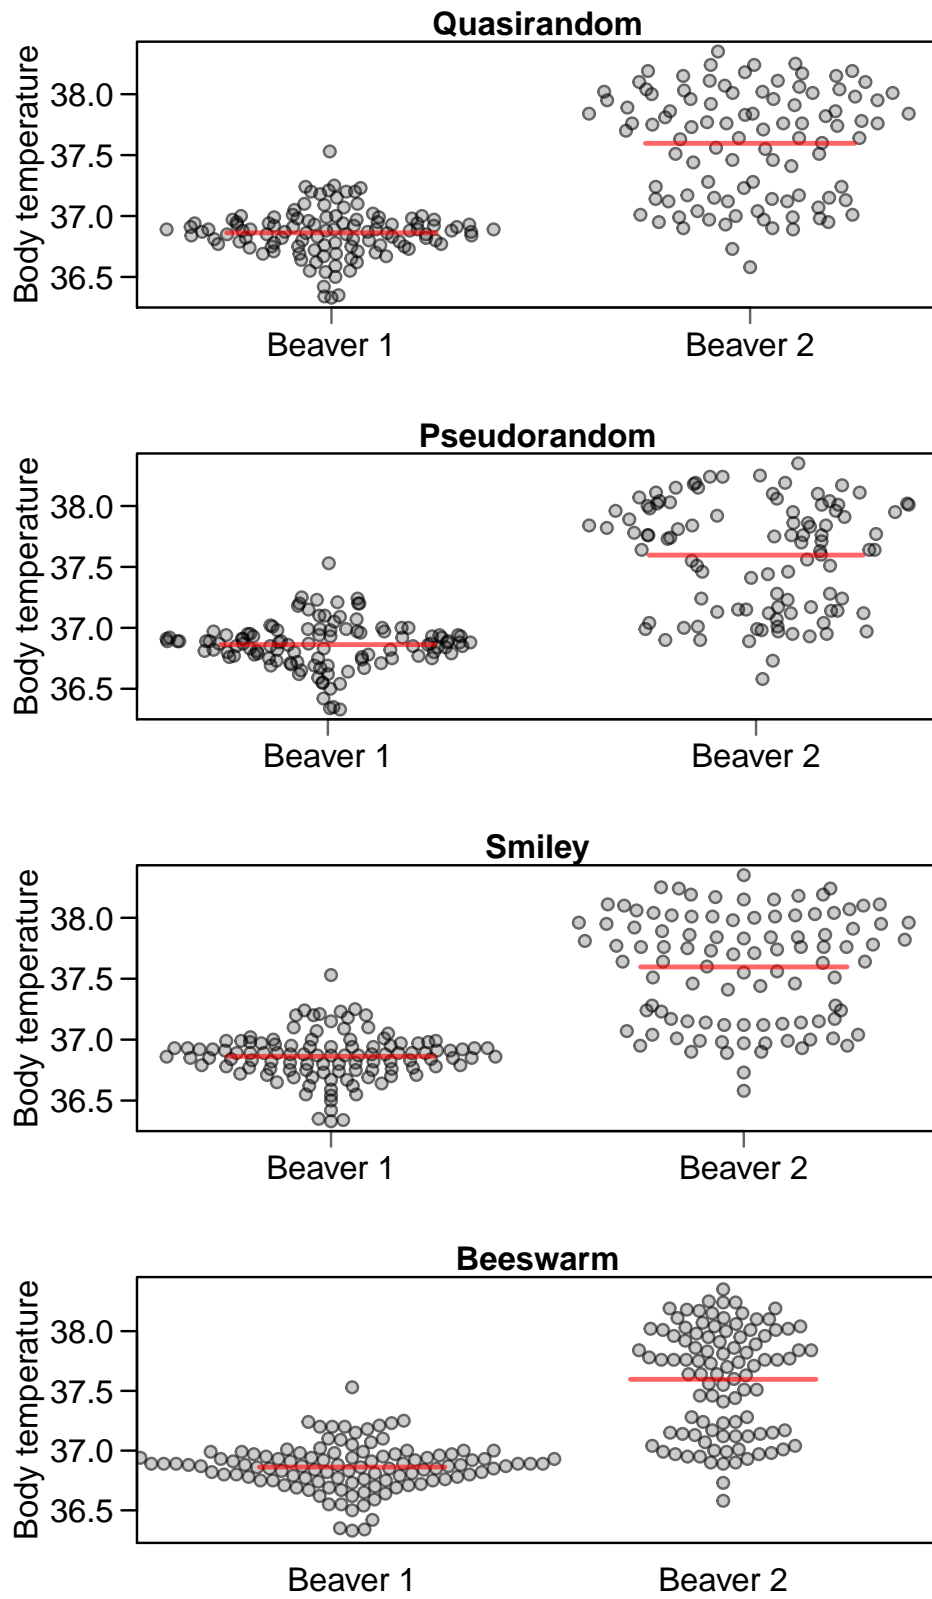 Quasirandom
Body temperature
38.0
37.5
37.0
36.5
Beaver 1 Beaver 2
Pseudorandom
Body temperature
38.0
37.5
37.0
36.5
Beaver 1 Beaver 2
Smiley
Body temperature
38.0
37.5
37.0
36.5
Beaver 1 Beaver 2
Beeswarm
Body temperature
38.0
37.5
37.0
36.5
Beaver 1 Beaver 2